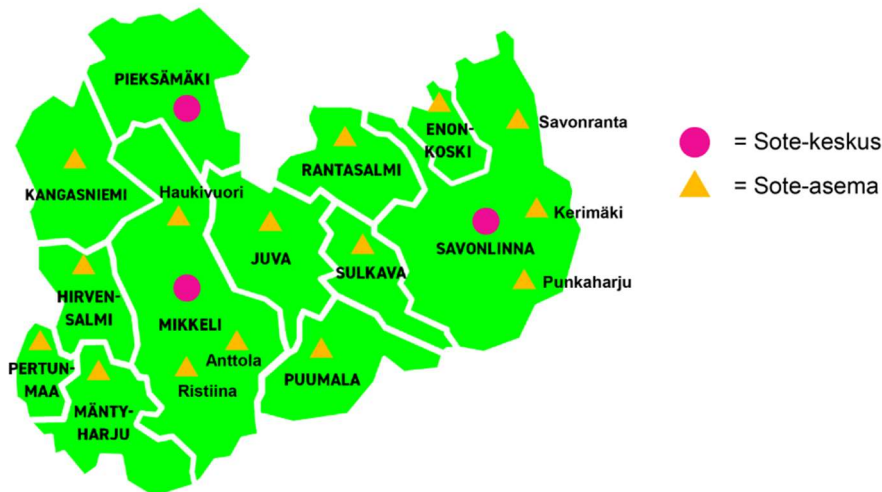 PIEKSÄMÄKI
ENON-
KOSKI
Savonranta
= Sote-keskus
RANTASALMI
KANGASNIEMI
Haukivuori
= Sote-asema
Kerimäki
JUVA
SULKAVA
SAVONLINNA
Punkaharju
HIRVEN-
SALMI
MIKKELI
Anttola
PERTUN-
MAA
Ristiina
PUUMALA
MÄNTY-
HARJU